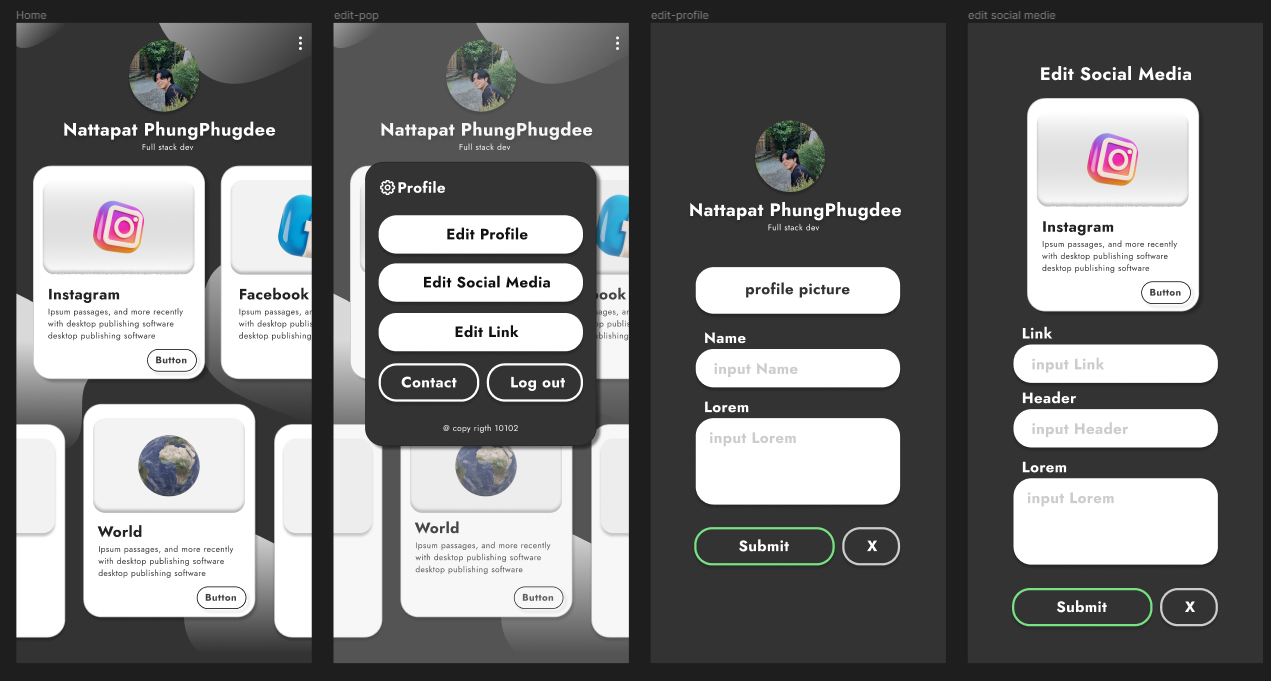 Home
Nattapat PhungPhugdee
Full stack dev
Instagram
Ipsum passages, and more recently
with desktop publishing software
desktop publishing software
Button
Facebook
Ipsum passages, an
with desktop publi
desktop publishing
World
Ipsum passages, and more recently
with desktop publishing software
desktop publishing software
Button
edit-pop
Nattapat PhungPhugdee
Full stack dev
Profile
Edit Profile
Edit Social Media
Edit Link
Contact
Log out
@ copy rigth 10102
World
Ipsum passages, and more recently
with desktop publishing software
desktop publishing software
Button
edit-profile
Nattapat PhungPhugdee
Full stack dev
profile picture
Name
input Name
Lorem
input Lorem
Submit
X
edit social medie
Edit Social Media
Instagram
Ipsum passages, and more recently
with desktop publishing software
desktop publishing software
Button
Link
input Link
Header
input Header
Lorem
input Lorem
Submit
X